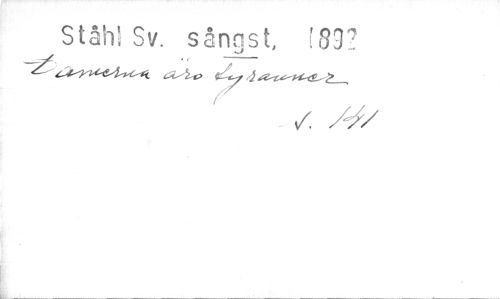 Ståhl Sv. sångst, 1892
Damerna äro tyranner
s. 141